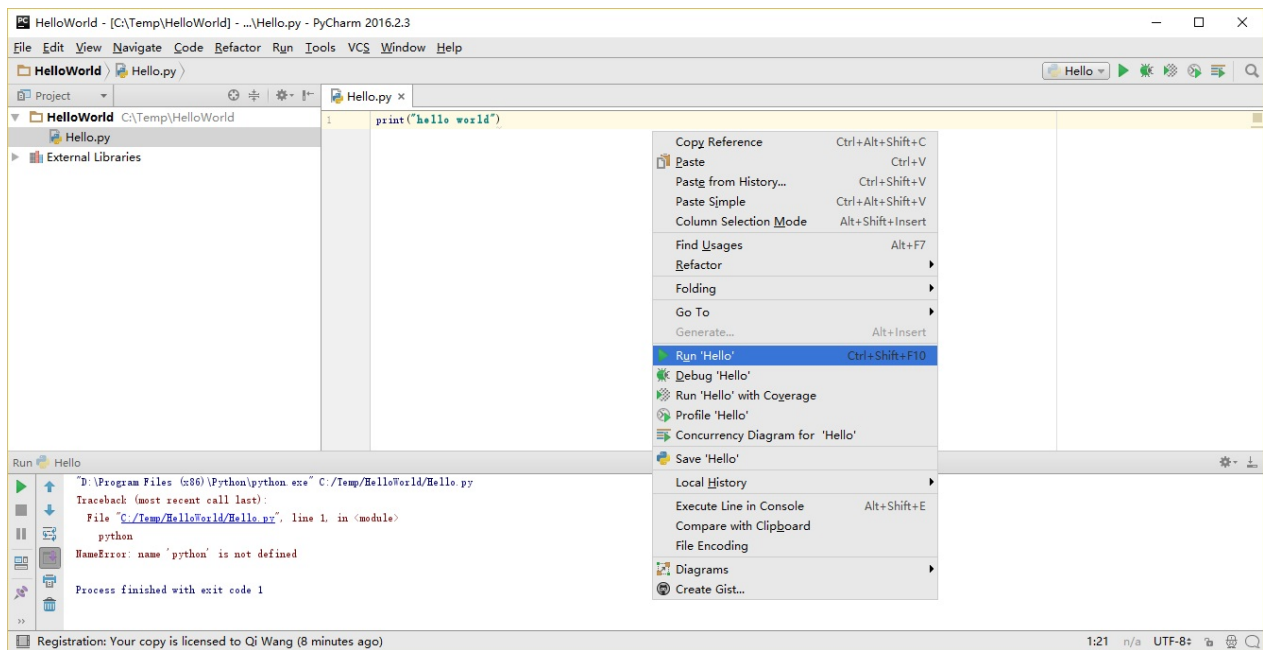 HelloWorld - [C:\Temp\HelloWorld] - ...\Hello.py - PyCharm 2016.2.3
File Edit View Navigate Code Refactor Run Tools VCS Window Help
HelloWorld Hello.py Hello
Project Hello.py ×
HelloWorld C:\Temp\HelloWorld
Hello.py
External Libraries
1 print("hello world")
Copy Reference Ctrl+Alt+Shift+C
Paste Ctrl+V
Paste from History... Ctrl+Shift+V
Paste Simple Ctrl+Alt+Shift+V
Column Selection Mode Alt+Shift+Insert
Find Usages Alt+F7
Refactor
Folding
Go To
Generate... Alt+Insert
Run 'Hello' Ctrl+Shift+F10
Debug 'Hello'
Run 'Hello' with Coverage
Profile 'Hello'
Concurrency Diagram for 'Hello'
Save 'Hello'
Local History
Execute Line in Console Alt+Shift+E
Compare with Clipboard
File Encoding
Diagrams
Create Gist...
Run Hello
"D:\Program Files (x86)\Python\python.exe" C:/Temp/HelloWorld/Hello.py
Traceback (most recent call last):
File "C:/Temp/HelloWorld/Hello.py", line 1, in <module>
python
NameError: name 'python' is not defined
Process finished with exit code 1
Registration: Your copy is licensed to Qi Wang (8 minutes ago) 1:21 n/a UTF-8